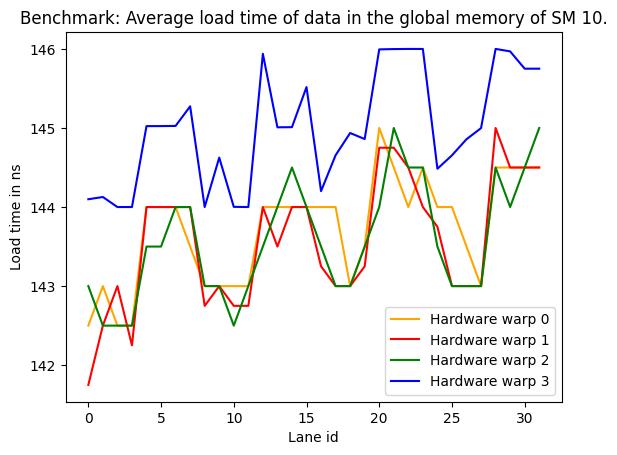 Benchmark: Average load time of data in the global memory of SM 10.
146
145
144
143
142
Load time in ns
0 5 10 15 20 25 30
Lane id
Hardware warp 0
Hardware warp 1
Hardware warp 2
Hardware warp 3